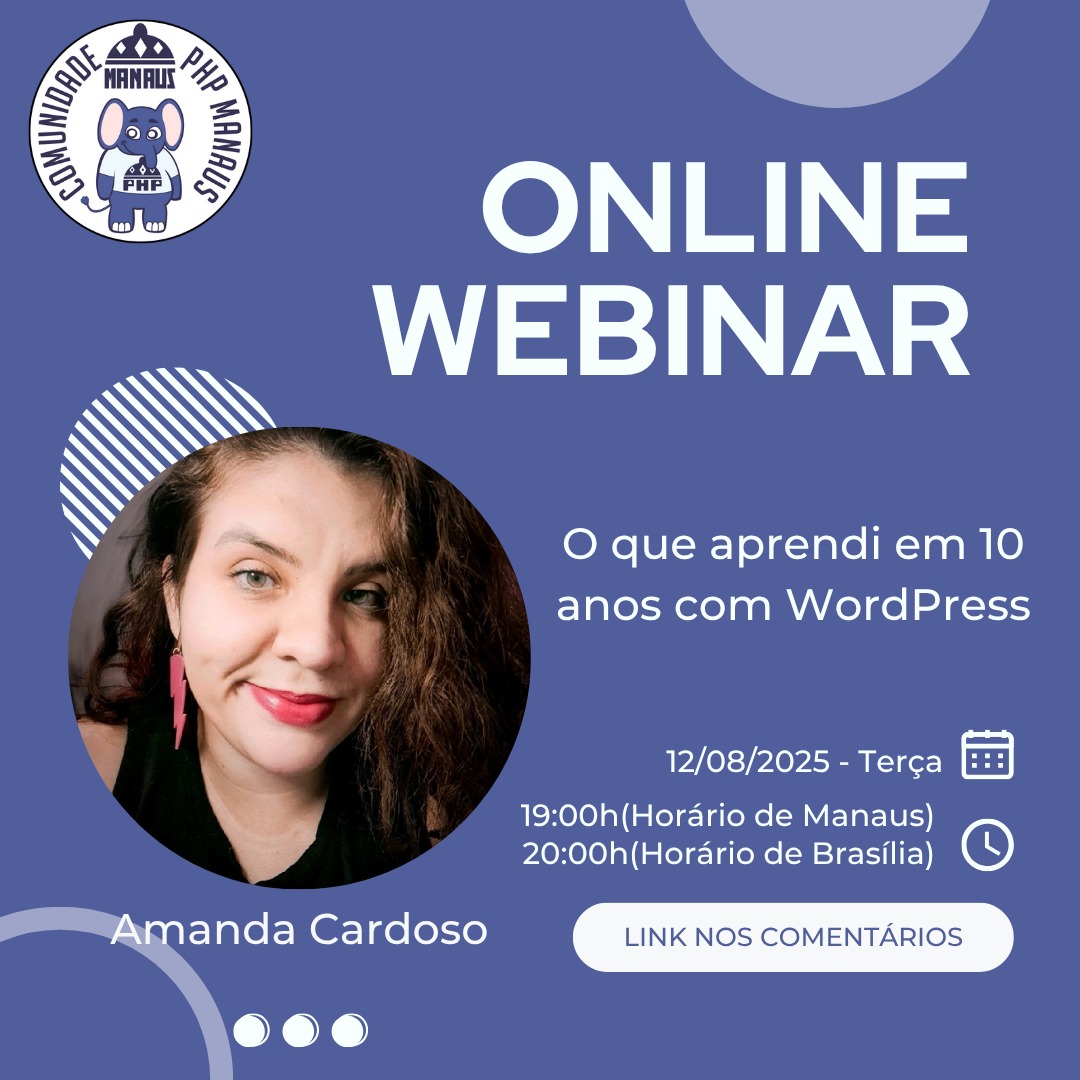 COMUNIDADE PHP MANAUS
MANAUS
PHP
ONLINE
WEBINAR
O que aprendi em 10
anos com WordPress
12/08/2025 - Terça
19:00h(Horário de Manaus)
20:00h(Horário de Brasília)
Amanda Cardoso
LINK NOS COMENTÁRIOS